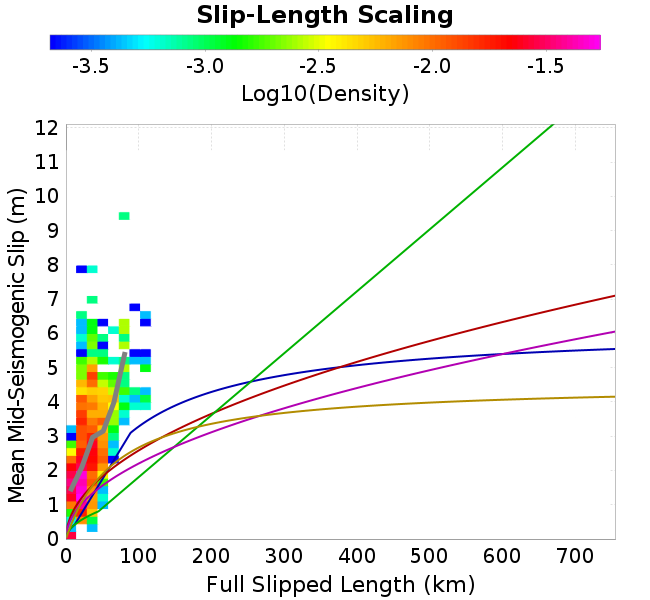 Slip-Length Scaling
-3.5 -3.0 -2.5 -2.0 -1.5
Log10(Density)
12
11
10
9
8
7
6
5
4
3
2
1
0
Mean Mid-Seismogenic Slip (m)
0 100 200 300 400 500 600 700
Full Slipped Length (km)